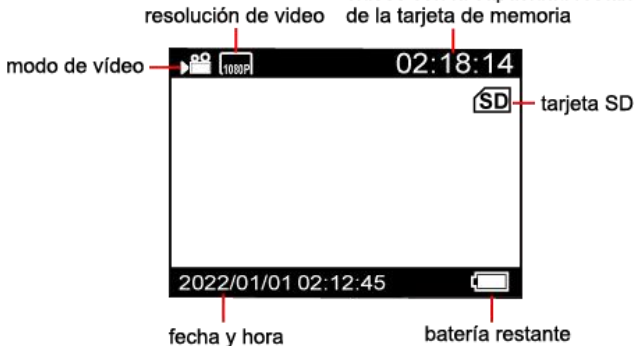 resolución de video
de la tarjeta de memoria
modo de vídeo
1080P
02:18:14
SD
tarjeta SD
2022/01/01 02:12:45
fecha y hora
batería restante